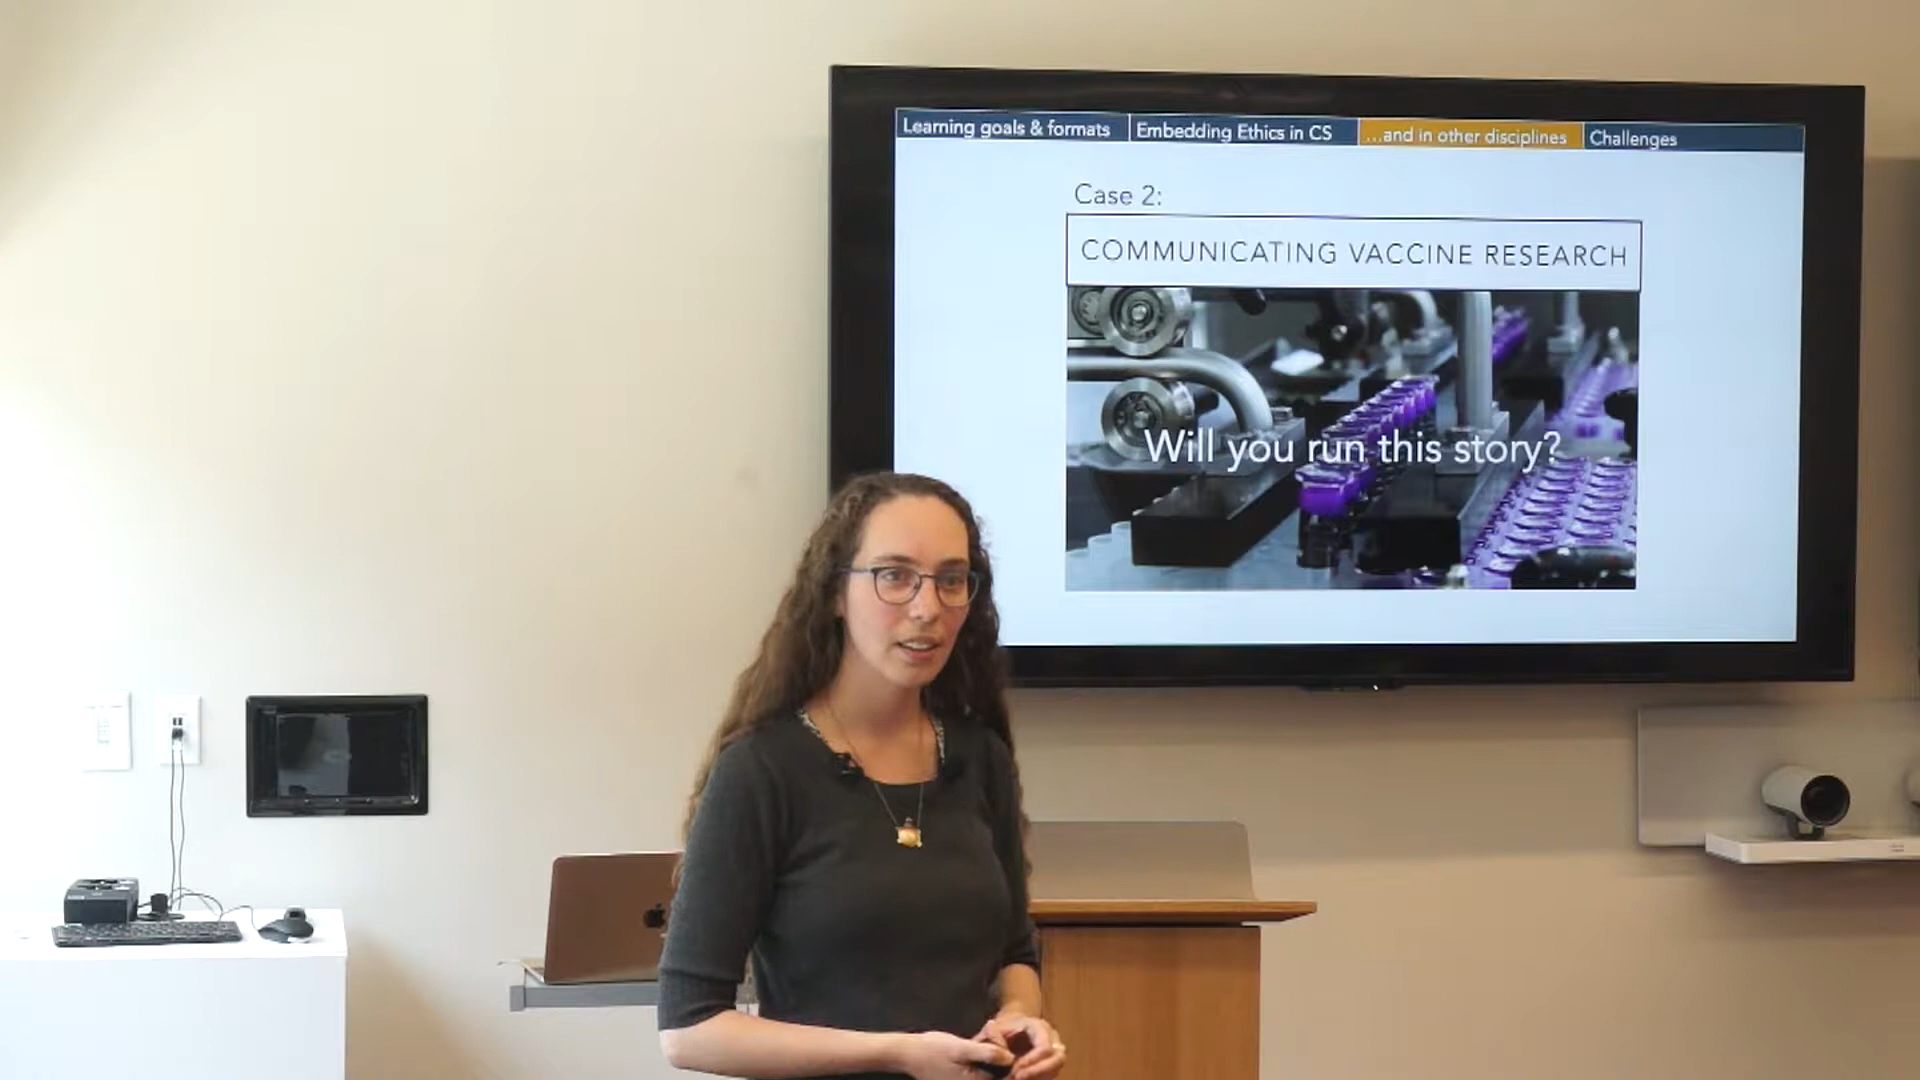 Learning goals & formats
Embedding Ethics in CS
...and in other disciplines
Challenges
Case 2:
COMMUNICATING VACCINE RESEARCH
Will you run this story?